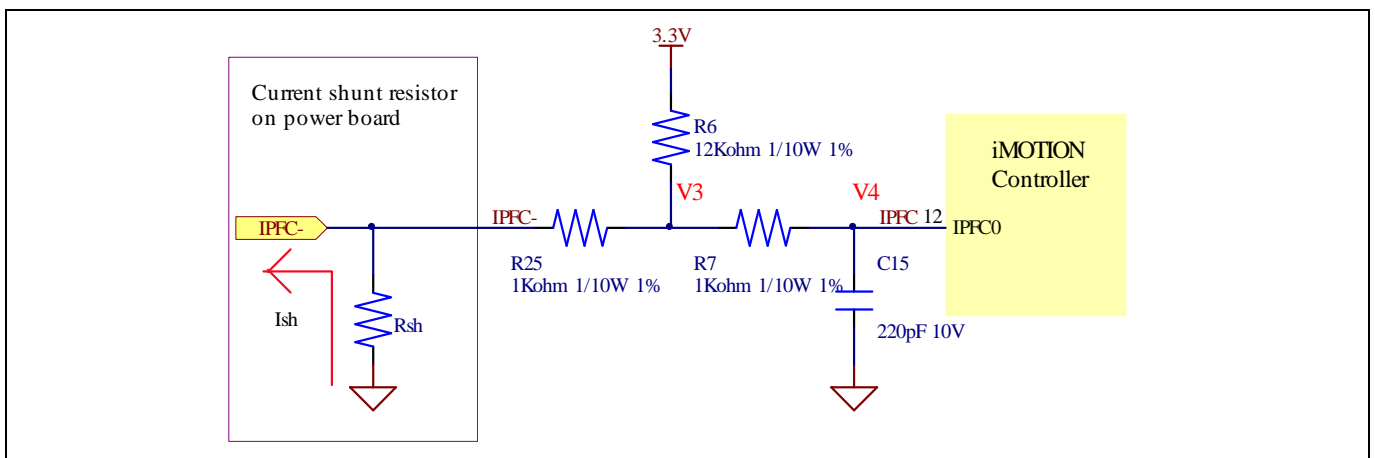 3.3V
Current shunt resistor
on power board
R6
12Kohm 1/10W 1%
iMOTION
Controller
V3
V4
IPFC-
IPFC-
IPFC 12
IPFC0
R25
1Kohm 1/10W 1%
R7
1Kohm 1/10W 1%
C15
220pF 10V
Ish
Rsh